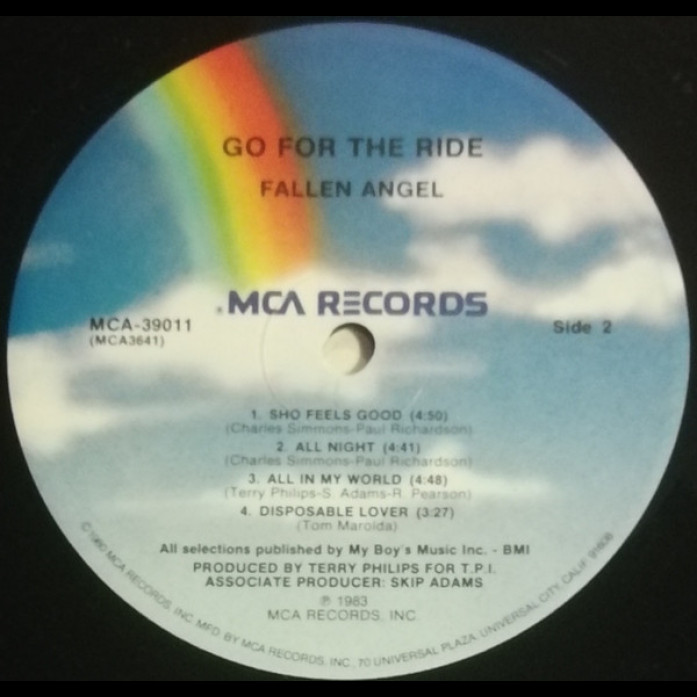 GO FOR THE RIDE
FALLEN ANGEL
MCA RECORDS
MCA-39011
(MCA3641)
Side 2
1. SHO FEELS GOOD (4:50)
(Charles Simmons-Paul Richardson)
2. ALL NIGHT (4:41)
(Charles Simmons-Paul Richardson)
3. ALL IN MY WORLD (4:48)
(Terry Philips-S. Adams-R. Pearson)
4. DISPOSABLE LOVER (3:27)
(Tom Marolda)
All selections published by My Boy's Music Inc. - BMI
PRODUCED BY TERRY PHILIPS FOR T.P.I.
ASSOCIATE PRODUCER: SKIP ADAMS
℗ 1983
MCA RECORDS, INC.
© 1980 MCA RECORDS, INC. MFD. BY MCA RECORDS, INC., 70 UNIVERSAL PLAZA, UNIVERSAL CITY, CALIF. 91608